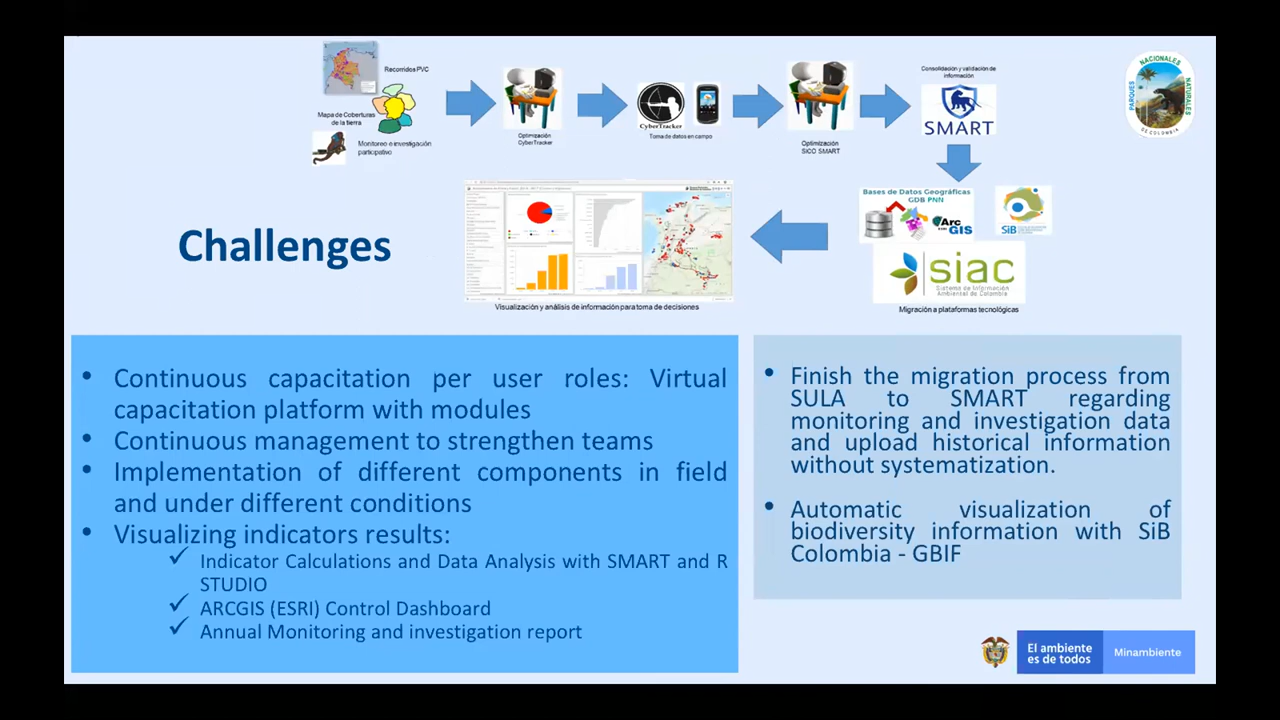 Recorridos PVC
Mapa de Coberturas
de la tierra
Monitoreo e investigación
participativo
Optimización
CyberTracker
CyberTracker
Toma de datos en campo
Optimización
SICO SMART
Consolidación y validación de
información
SMART
PARQUES
NACIONALES
NATURALES
DE COLOMBIA
Bases de Datos Geográficas
GDB PNN
Arc
GIS
SiB
siac
Sistema de Información
Ambiental de Colombia
Migración a plataformas tecnológicas
Visualización y análisis de información para toma de decisiones
Challenges
• Continuous capacitation per user roles: Virtual
capacitation platform with modules
• Continuous management to strengthen teams
• Implementation of different components in field
and under different conditions
• Visualizing indicators results:
✓ Indicator Calculations and Data Analysis with SMART and R
STUDIO
✓ ARCGIS (ESRI) Control Dashboard
✓ Annual Monitoring and investigation report
• Finish the migration process from
SULA to SMART regarding
monitoring and investigation data
and upload historical information
without systematization.
• Automatic visualization of
biodiversity information with SiB
Colombia - GBIF
El ambiente
es de todos
Minambiente